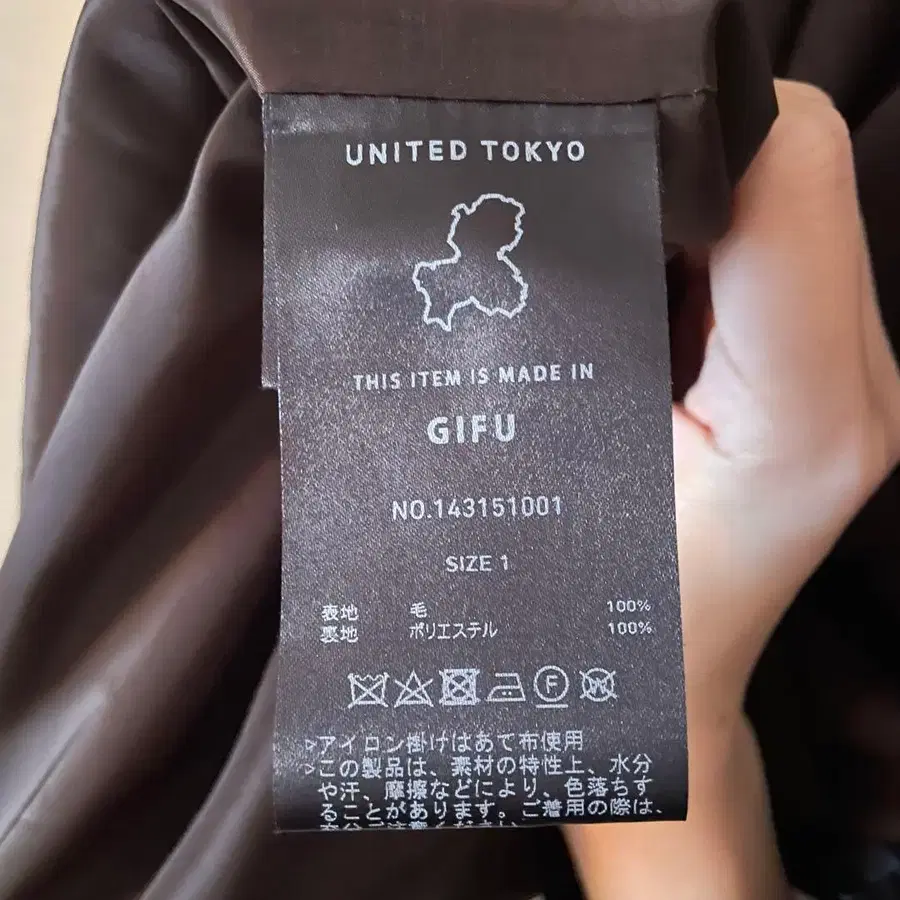 UNITED TOKYO
THIS ITEM IS MADE IN
GIFU
NO.143151001
SIZE 1
表地 毛 100%
裏地 ポリエステル 100%
F W
▷アイロン掛けはあて布使用
▷この製品は、素材の特性上、水分
や汗、摩擦などにより、色落ちす
ることがあります。ご着用の際は、